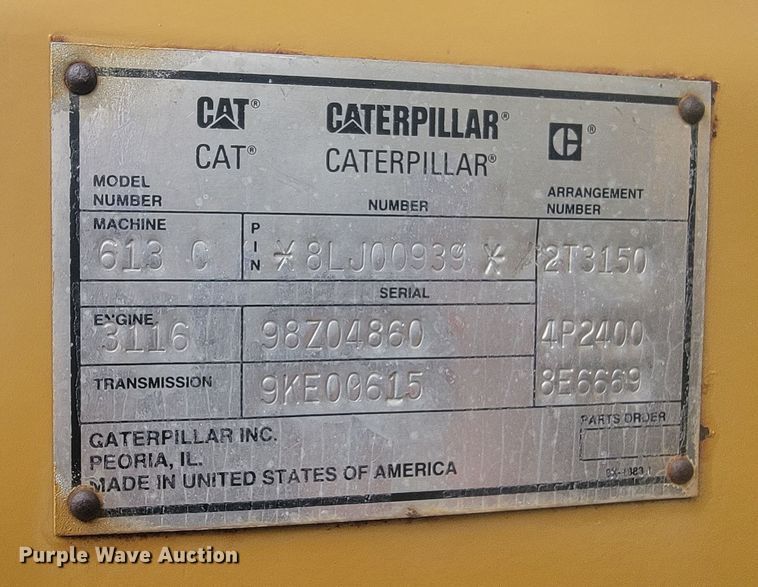 CAT® CATERPILLAR® ®
CAT® CATERPILLAR®
MODEL NUMBER NUMBER ARRANGEMENT NUMBER
MACHINE PIN
613 C *8LJ00939* 2T3150
SERIAL
ENGINE
3116 98Z04860 4P2400
TRANSMISSION 9KE00615 8E6669
PARTS ORDER
CATERPILLAR INC.
PEORIA, IL.
MADE IN UNITED STATES OF AMERICA
Purple Wave Auction